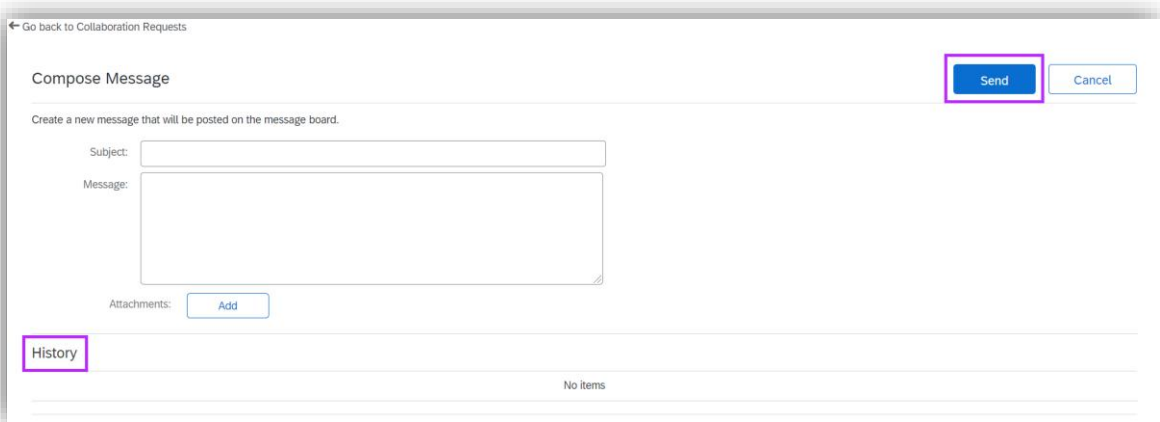 ← Go back to Collaboration Requests
Compose Message
Send
Cancel
Create a new message that will be posted on the message board.
Subject:
Message:
Attachments:
Add
History
No items